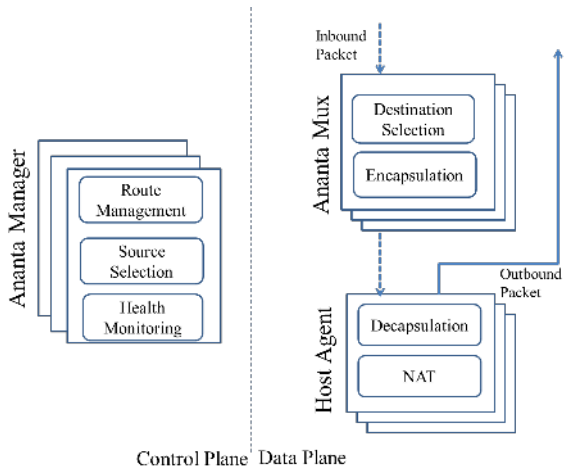 Ananta Manager
Route
Management
Source
Selection
Health
Monitoring
Inbound
Packet
Ananta Mux
Destination
Selection
Encapsulation
Outbound
Packet
Host Agent
Decapsulation
NAT
Control Plane
Data Plane